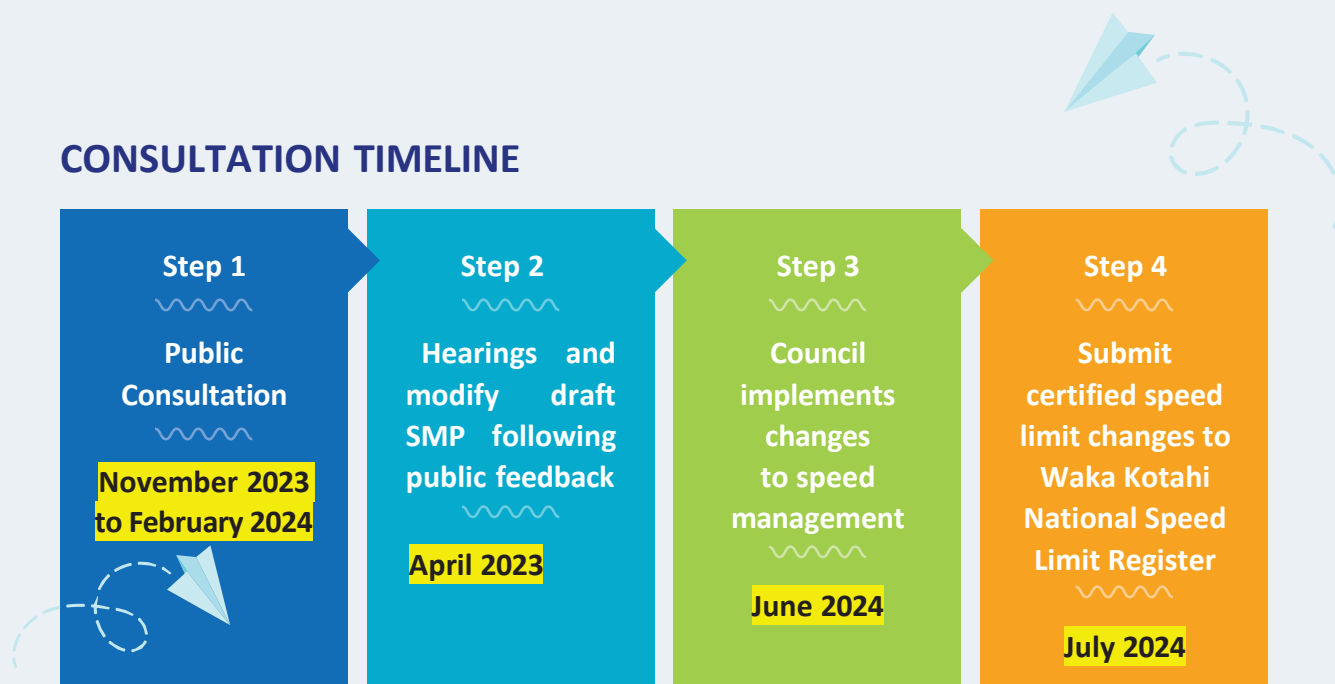 CONSULTATION TIMELINE
Step 1
Public
Consultation
November 2023
to February 2024
Step 2
Hearings and
modify draft
SMP following
public feedback
April 2023
Step 3
Council
implements
changes
to speed
management
June 2024
Step 4
Submit
certified speed
limit changes to
Waka Kotahi
National Speed
Limit Register
July 2024